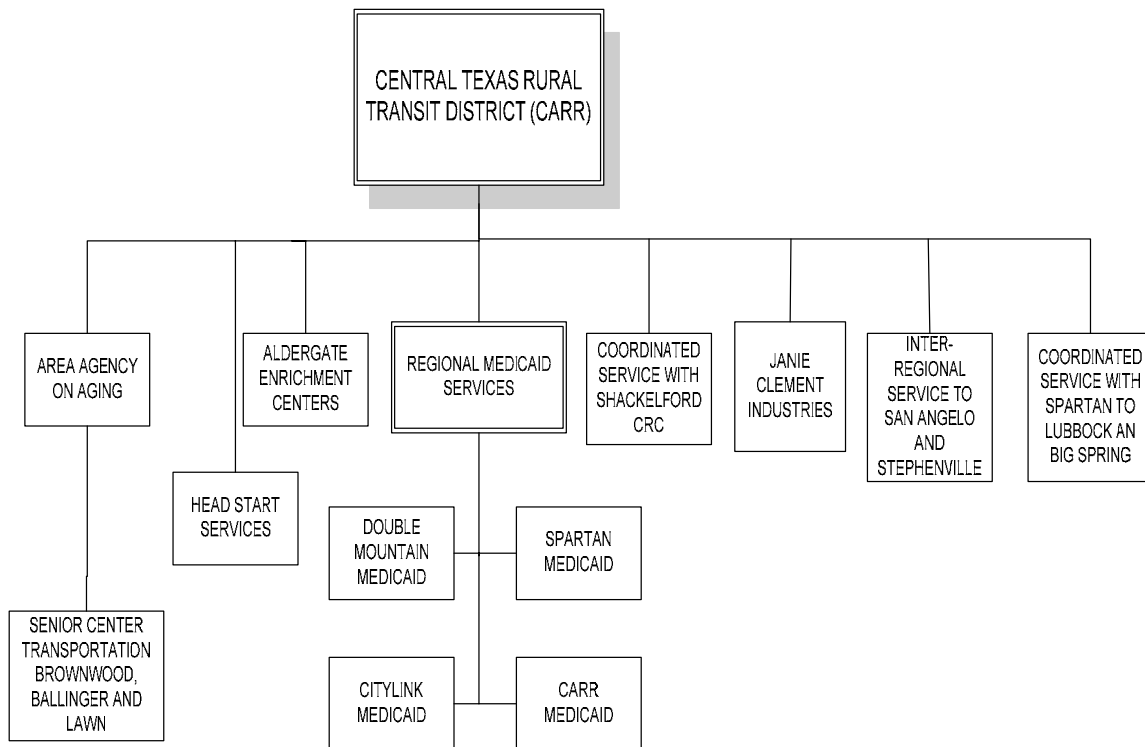 CENTRAL TEXAS RURAL
TRANSIT DISTRICT (CARR)
AREA AGENCY
ON AGING
ALDERGATE
ENRICHMENT
CENTERS
REGIONAL MEDICAID
SERVICES
COORDINATED
SERVICE WITH
SHACKELFORD
CRC
JANIE
CLEMENT
INDUSTRIES
INTER-
REGIONAL
SERVICE TO
SAN ANGELO
AND
STEPHENVILLE
COORDINATED
SERVICE WITH
SPARTAN TO
LUBBOCK AN
BIG SPRING
HEAD START
SERVICES
DOUBLE
MOUNTAIN
MEDICAID
SPARTAN
MEDICAID
SENIOR CENTER
TRANSPORTATION
BROWNWOOD,
BALLINGER AND
LAWN
CITYLINK
MEDICAID
CARR
MEDICAID